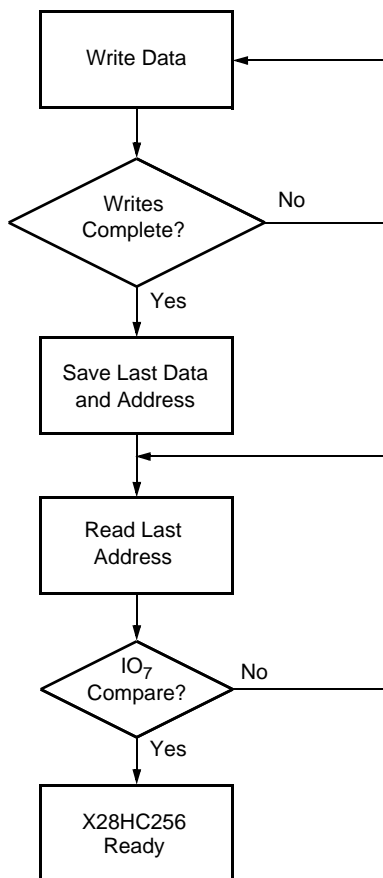 Write Data
Writes
Complete?
No
Yes
Save Last Data
and Address
Read Last
Address
IO₇
Compare?
No
Yes
X28HC256
Ready